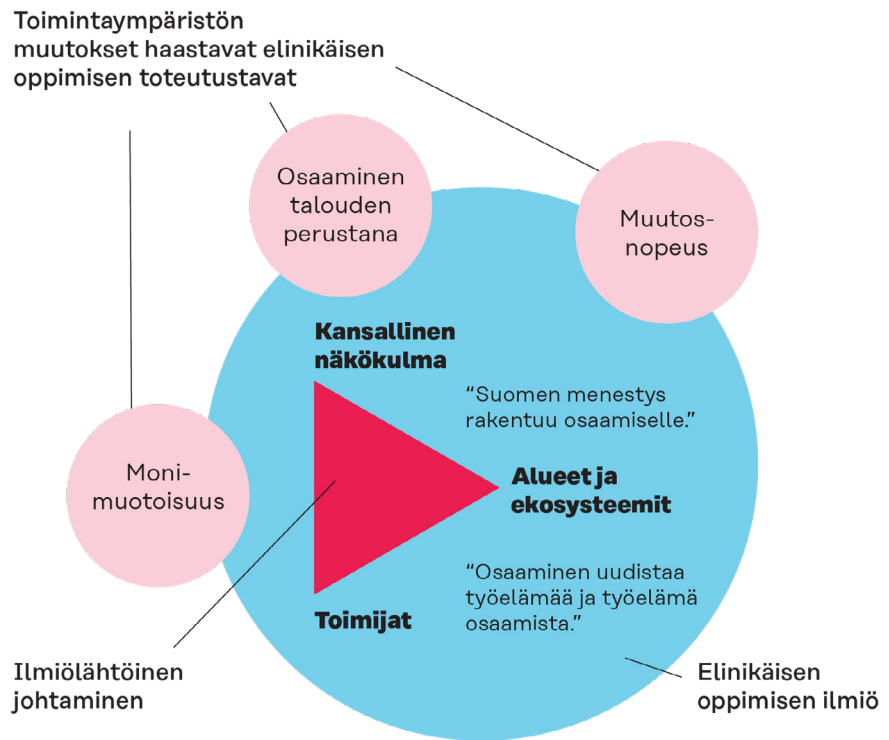 Toimintaympäristön
muutokset haastavat elinikäisen
oppimisen toteutustavat
Osaaminen
talouden
perustana
Muutos-
nopeus
Kansallinen
näkökulma
“Suomen menestys
rakentuu osaamiselle.”
Moni-
muotoisuus
Alueet ja
ekosysteemit
“Osaaminen uudistaa
työelämää ja työelämä
osaamista.”
Toimijat
Ilmiölähtöinen
johtaminen
Elinikäisen
oppimisen ilmiö